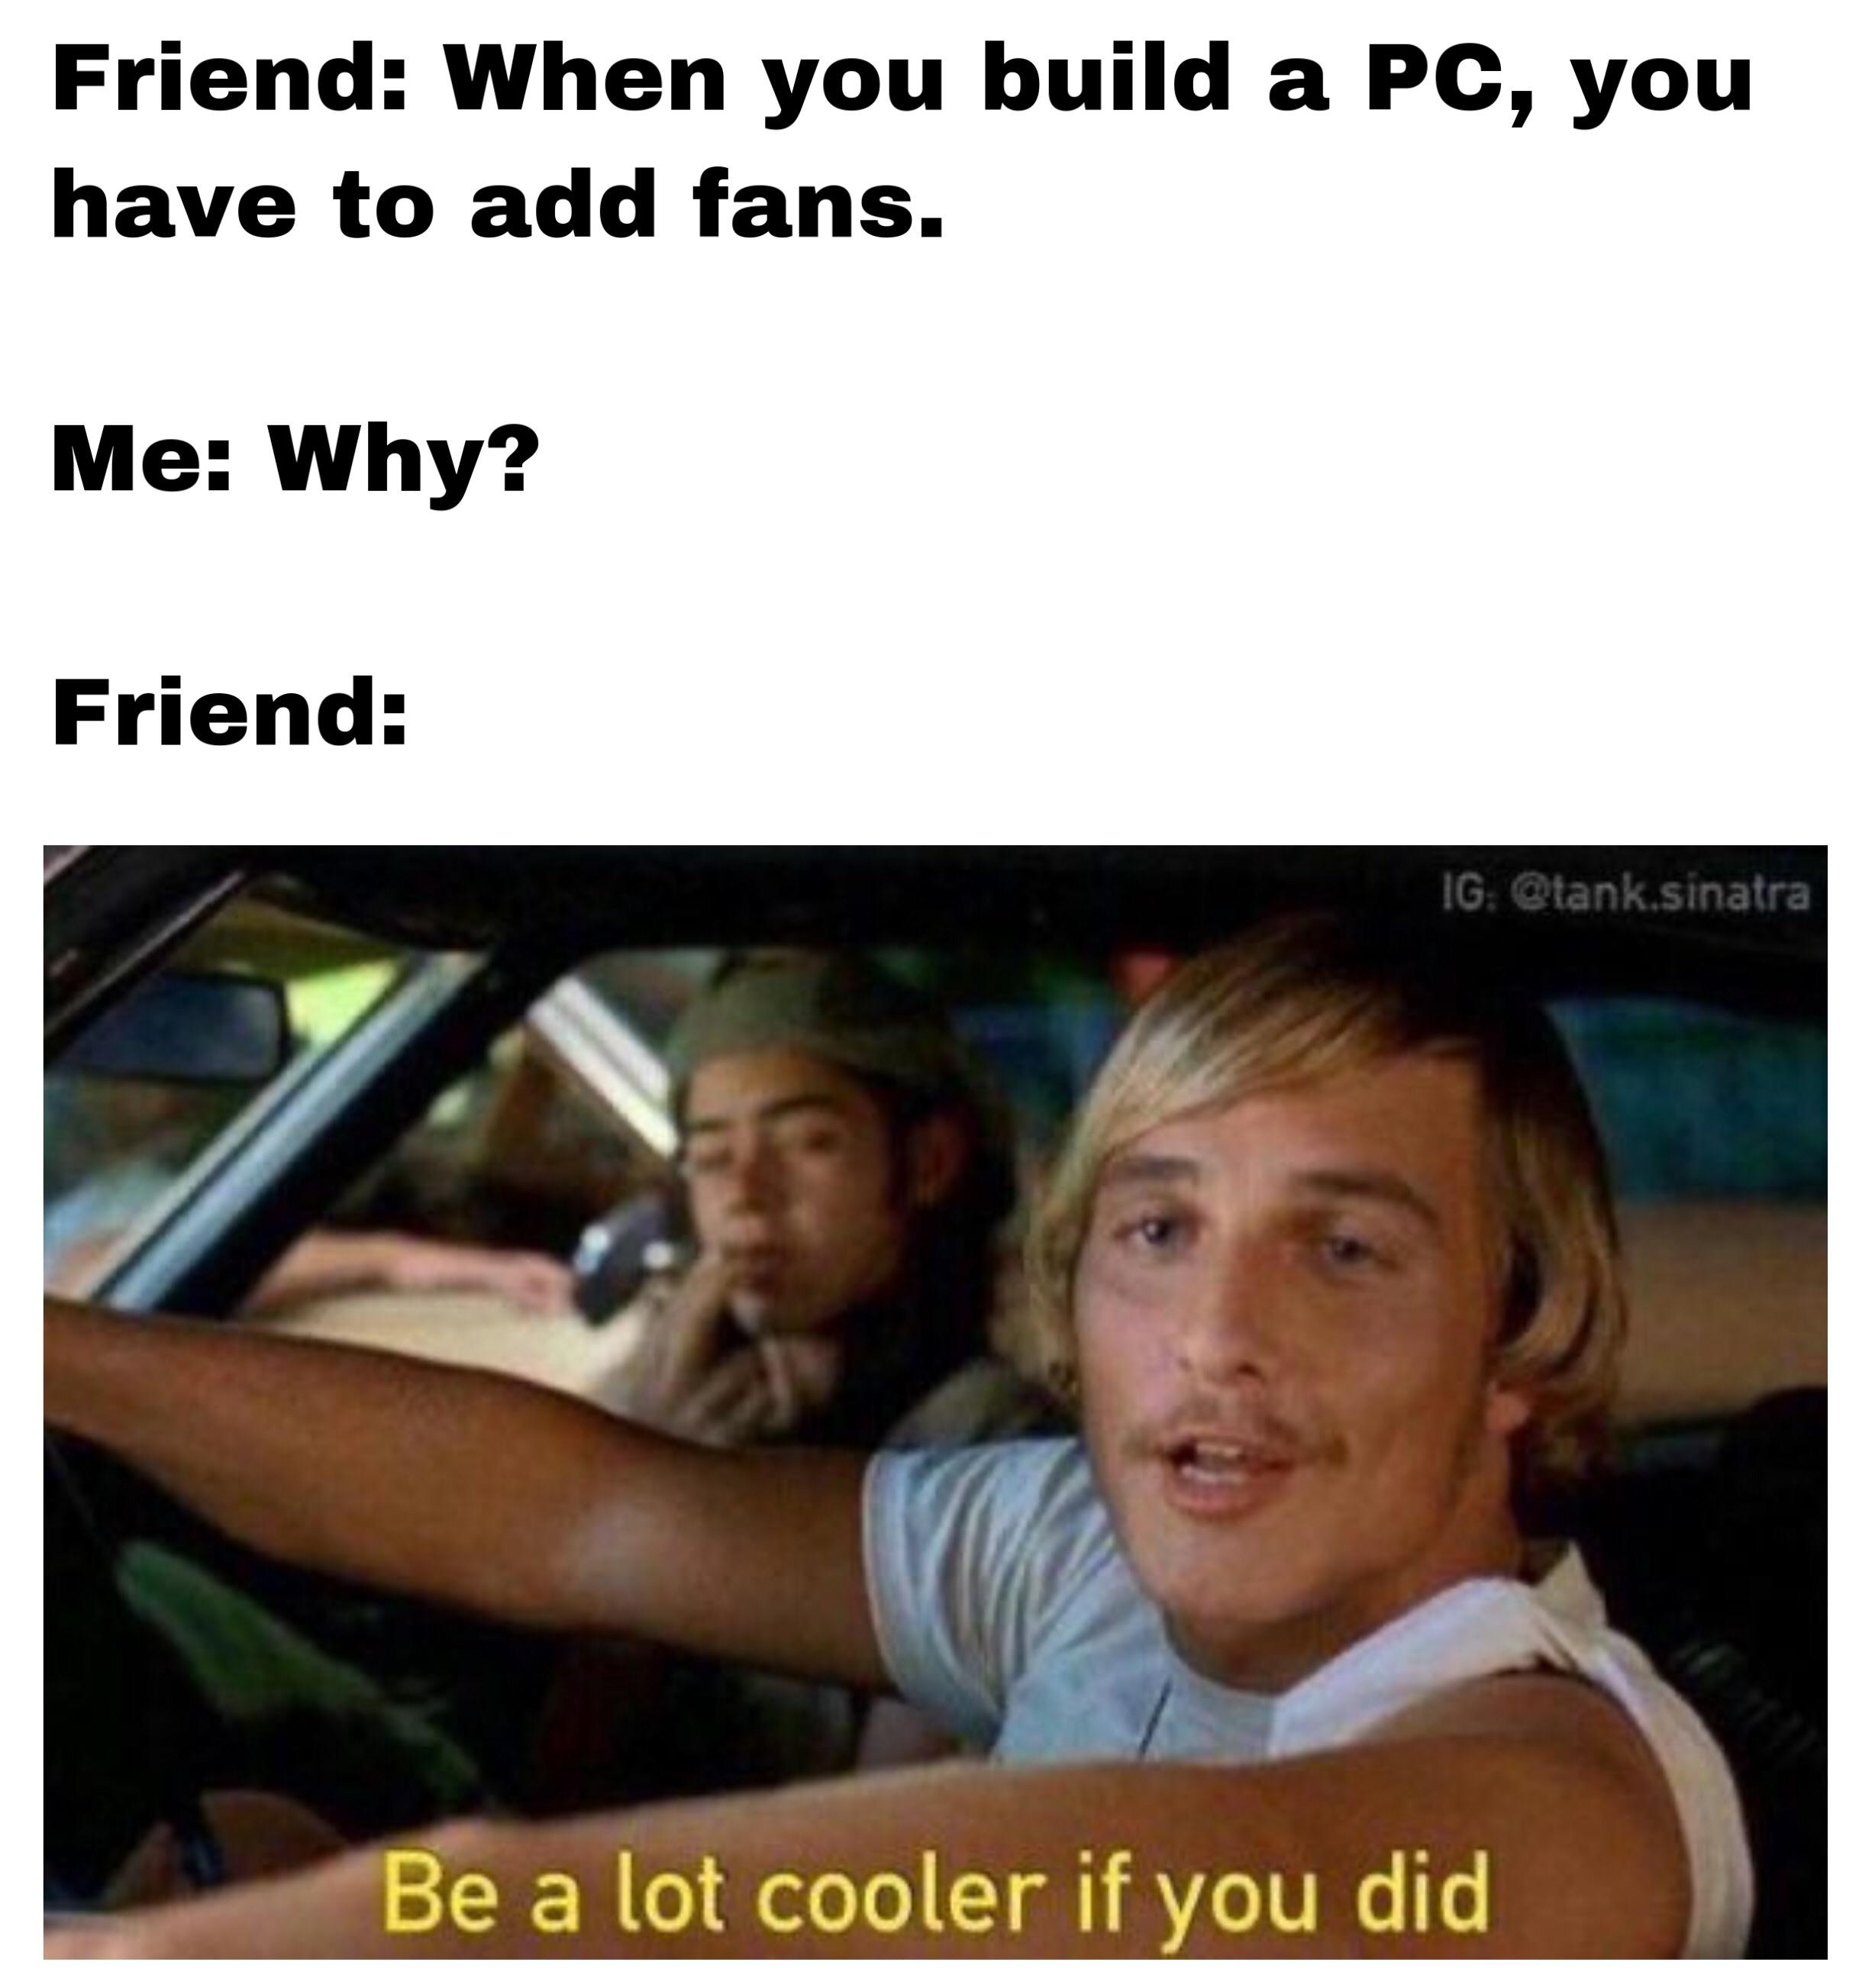 Friend: When you build a PC, you
have to add fans.
Me: Why?
Friend:
IG: @tank.sinatra
Be a lot cooler if you did